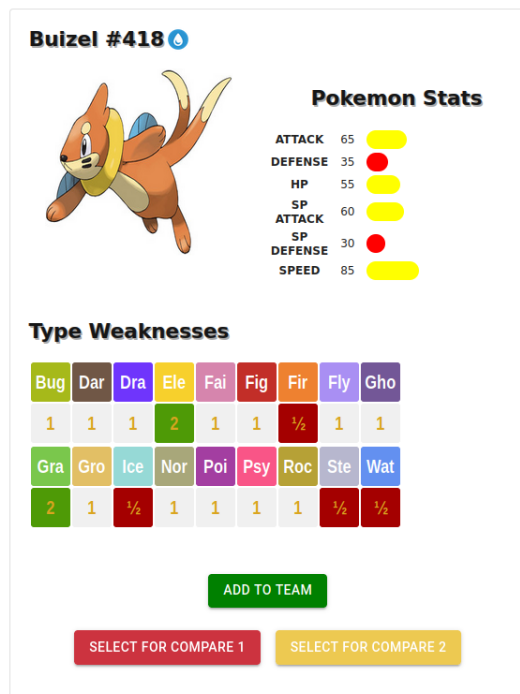 Buizel #418
Pokemon Stats
ATTACK 65
DEFENSE 35
HP 55
SP
ATTACK 60
SP
DEFENSE 30
SPEED 85
Type Weaknesses
Bug Dar Dra Ele Fai Fig Fir Fly Gho
1 1 1 2 1 1 ½ 1 1
Gra Gro Ice Nor Poi Psy Roc Ste Wat
2 1 ½ 1 1 1 1 ½ ½
ADD TO TEAM
SELECT FOR COMPARE 1 SELECT FOR COMPARE 2